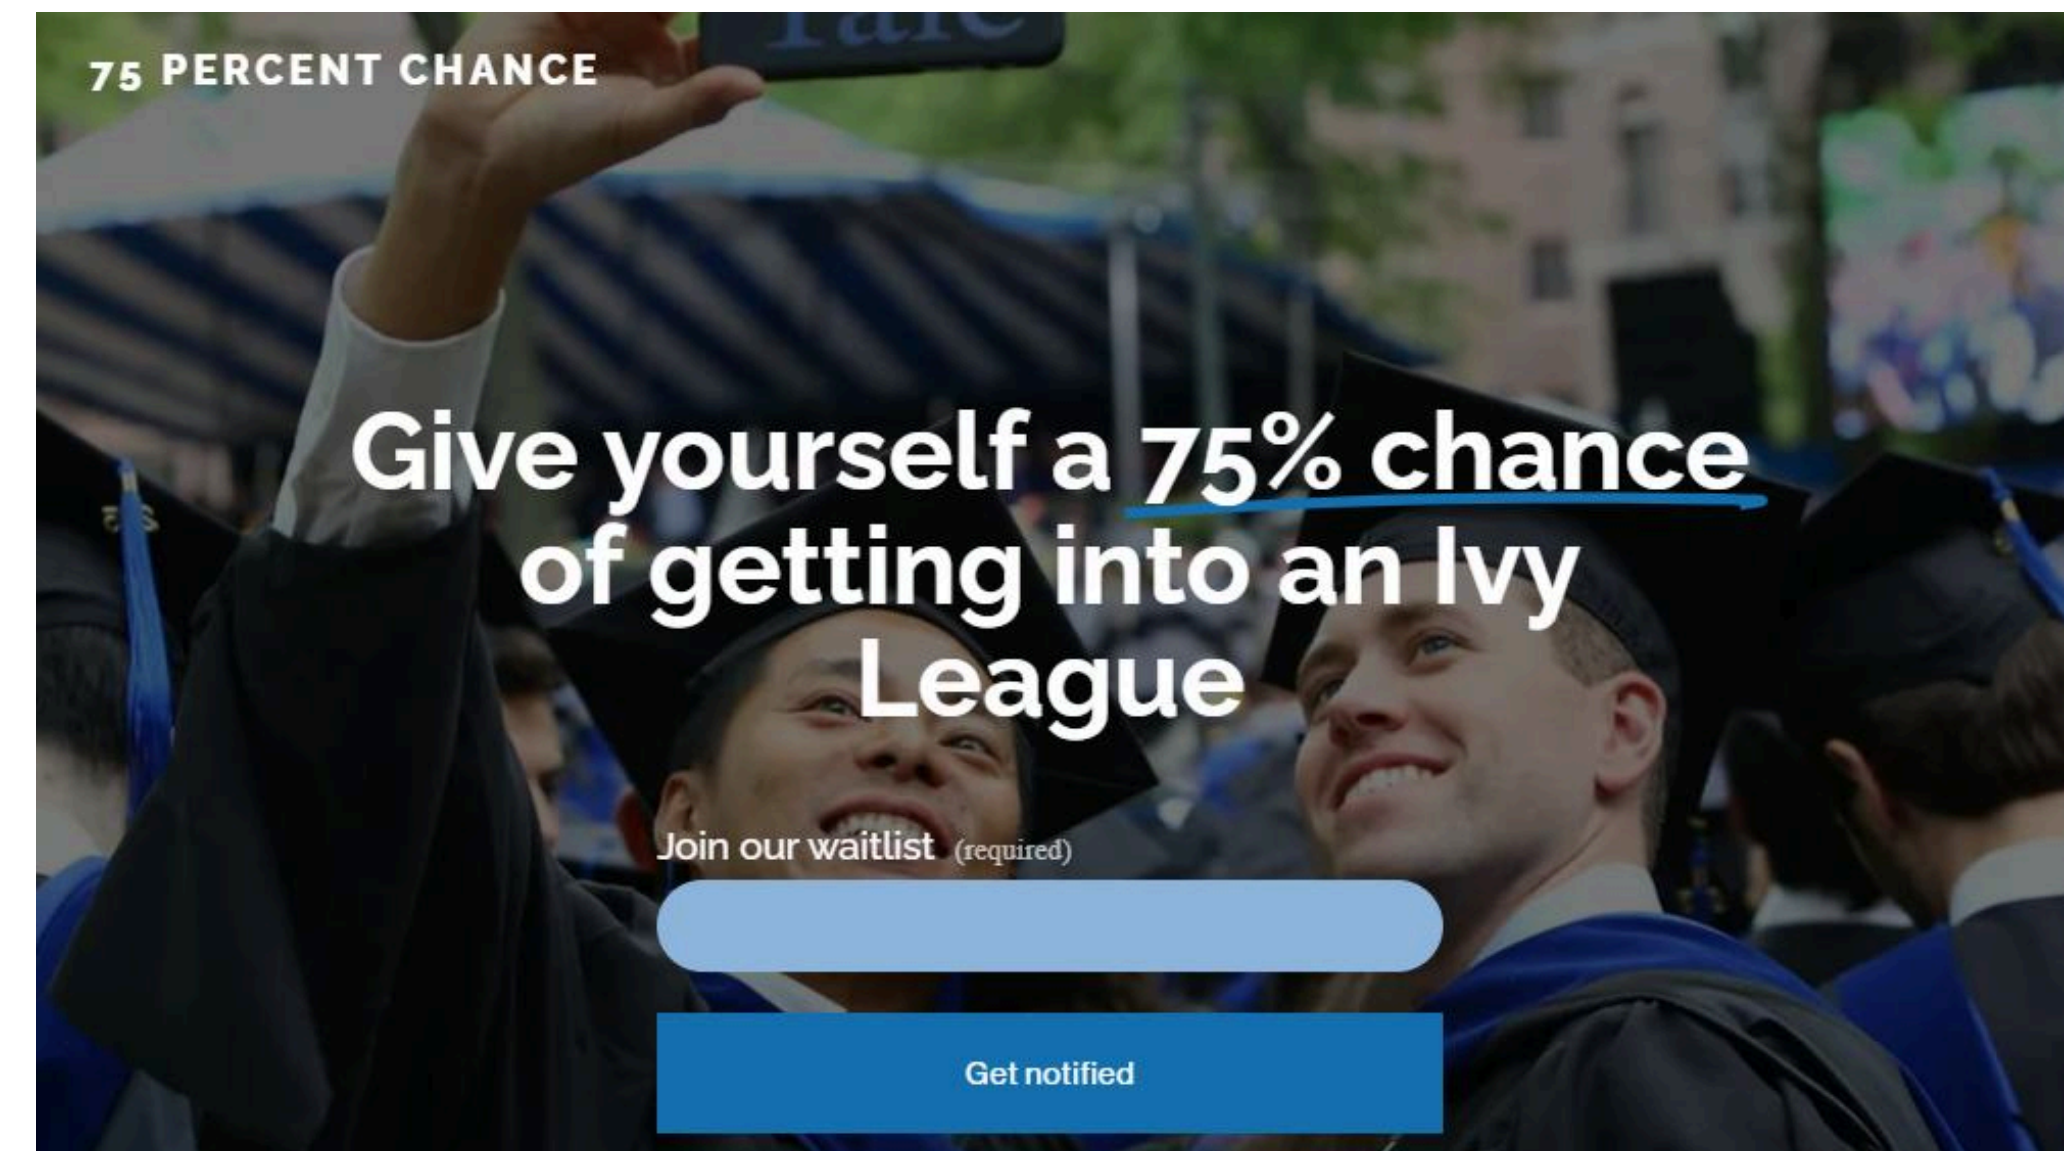 Yale
75 PERCENT CHANCE
Give yourself a 75% chance
of getting into an Ivy
League
Join our waitlist (required)
Get notified